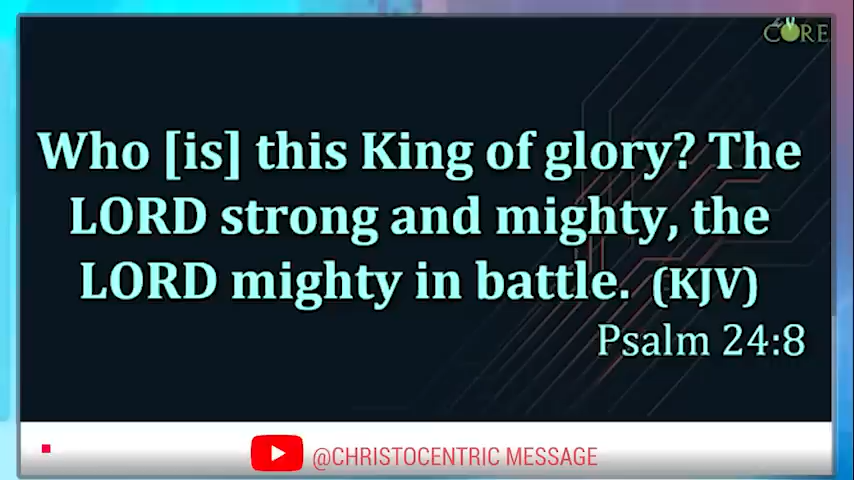 CORE
Who [is] this King of glory? The
LORD strong and mighty, the
LORD mighty in battle. (KJV)
Psalm 24:8
@CHRISTOCENTRIC MESSAGE